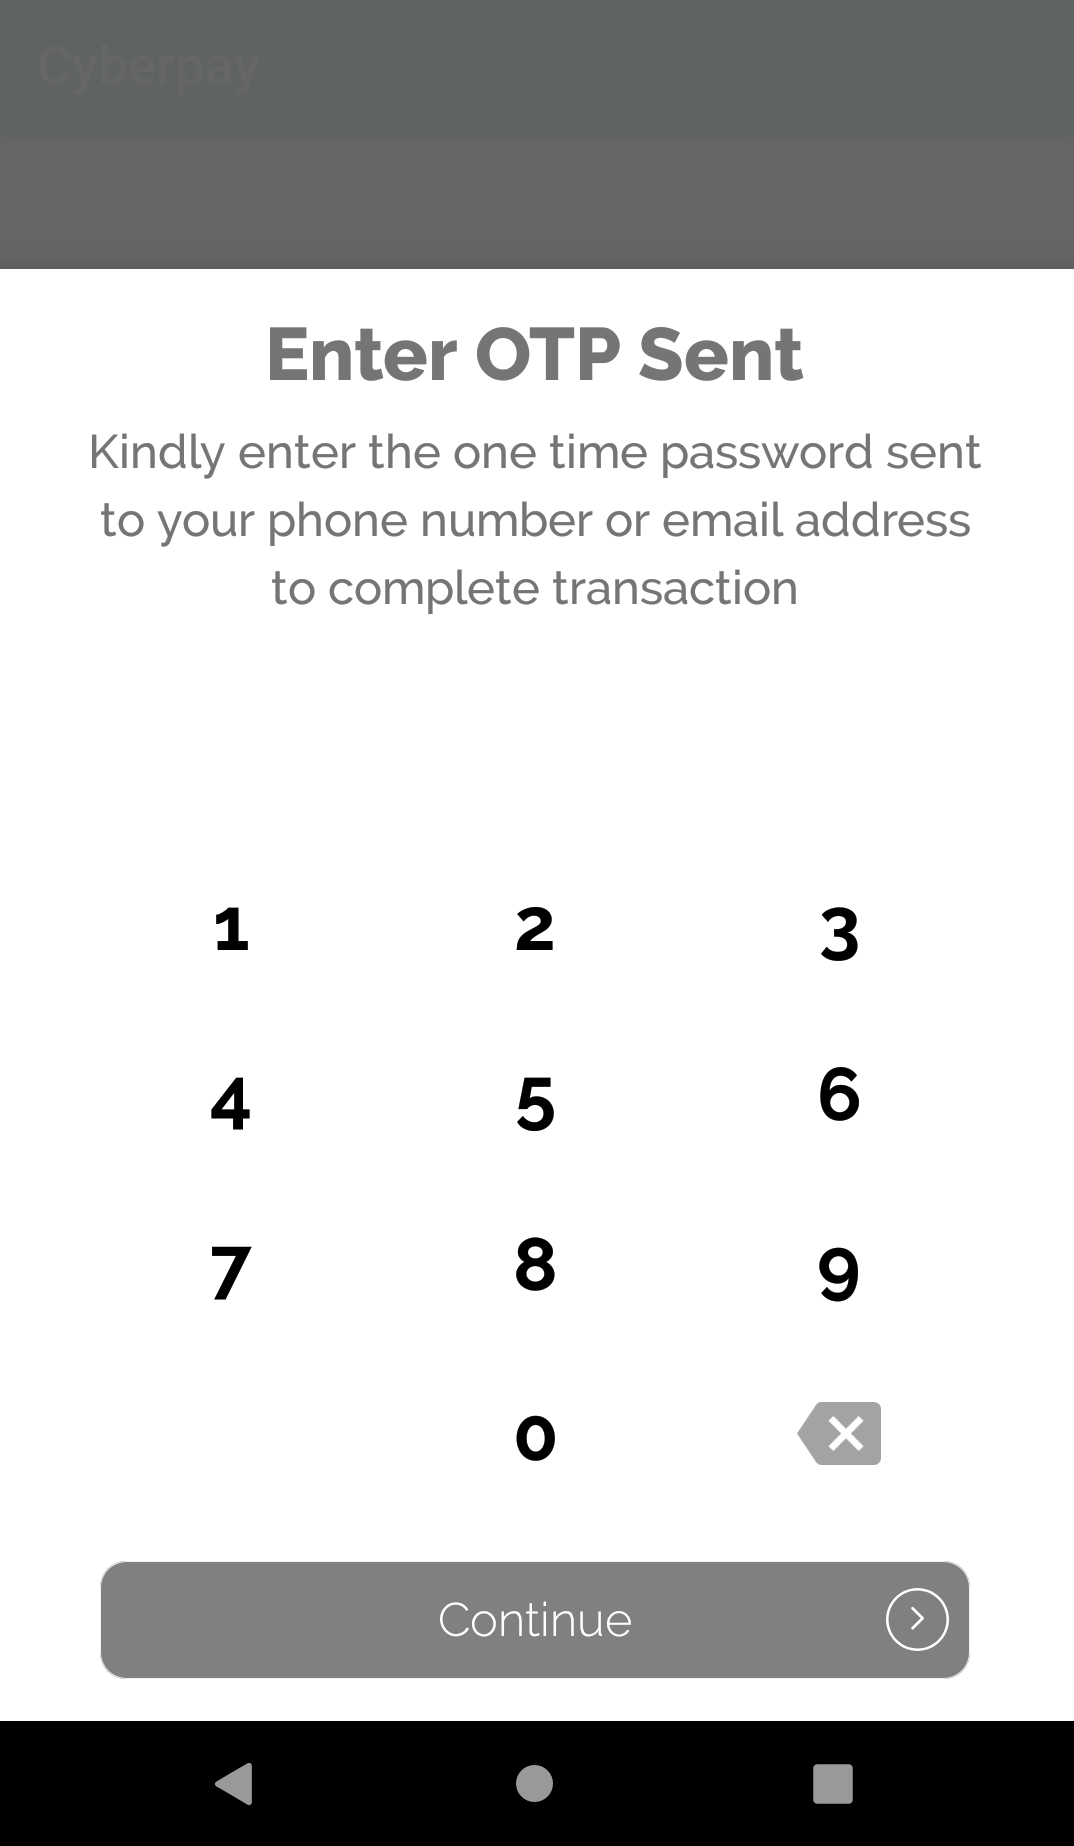 Cyberpay
Enter OTP Sent
Kindly enter the one time password sent
to your phone number or email address
to complete transaction
1 2 3
4 5 6
7 8 9
0
Continue